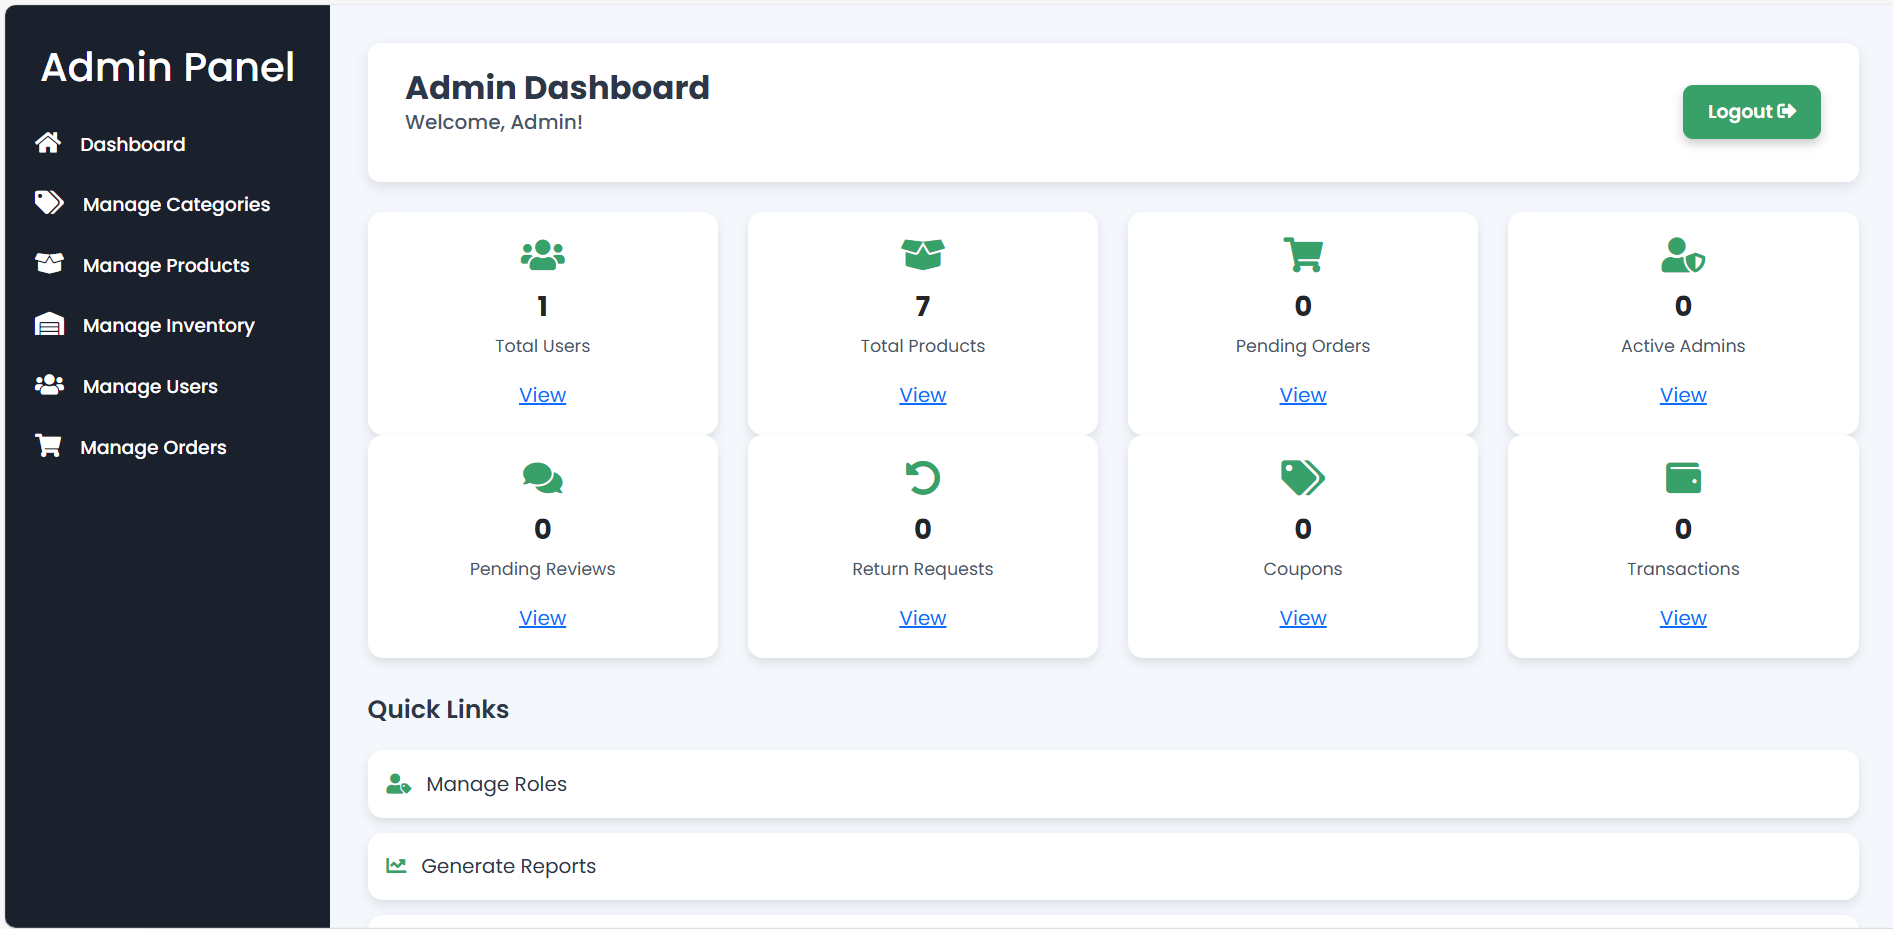 Admin Panel
Dashboard
Manage Categories
Manage Products
Manage Inventory
Manage Users
Manage Orders
Admin Dashboard
Welcome, Admin!
Logout
1
Total Users
View
7
Total Products
View
0
Pending Orders
View
0
Active Admins
View
0
Pending Reviews
View
0
Return Requests
View
0
Coupons
View
0
Transactions
View
Quick Links
Manage Roles
Generate Reports